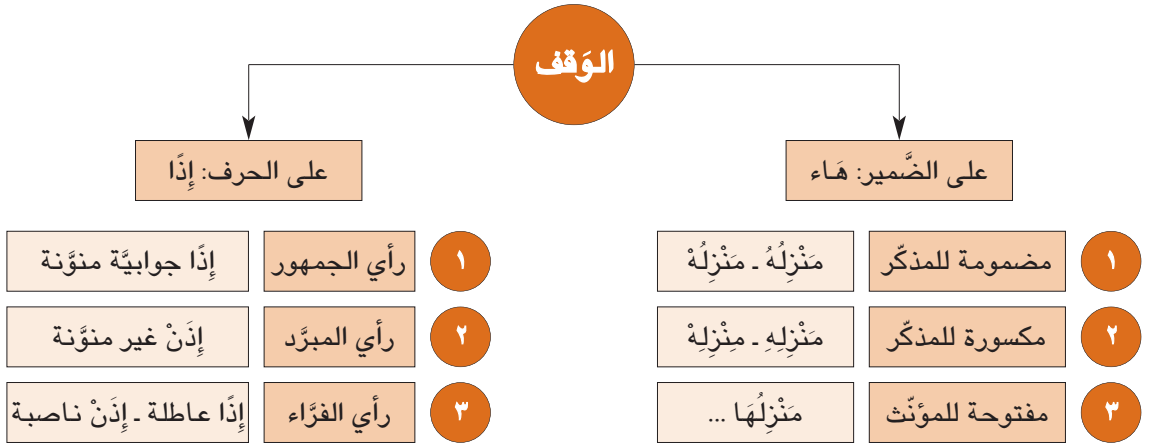 الوَقف
على الضَّمير: هَاء
١ مضمومة للمذكّر مَنْزِلُهُ ـ مَنْزِلُهْ
٢ مكسورة للمذكّر مَنْزِلِهِ ـ مِنْزِلِهْ
٣ مفتوحة للمؤنّث مَنْزِلُهَا ...
على الحرف: إِذًا
١ رأي الجمهور إِذًا جوابيَّة منوَّنة
٢ رأي المبرَّد إِذَنْ غير منوَّنة
٣ رأي الفرَّاء إِذًا عاطلة ـ إِذَنْ ناصبة